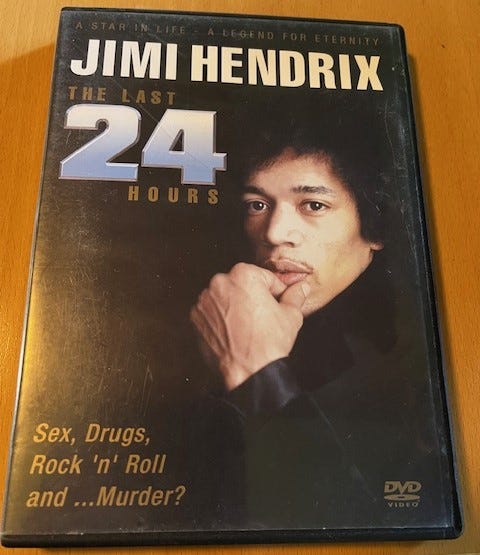 A STAR IN LIFE - A LEGEND FOR ETERNITY
JIMI HENDRIX
THE LAST
24
HOURS
Sex, Drugs,
Rock 'n' Roll
and ...Murder?
DVD
VIDEO